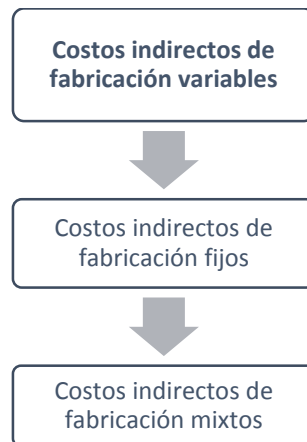 Costos indirectos de
fabricación variables
Costos indirectos de
fabricación fijos
Costos indirectos de
fabricación mixtos